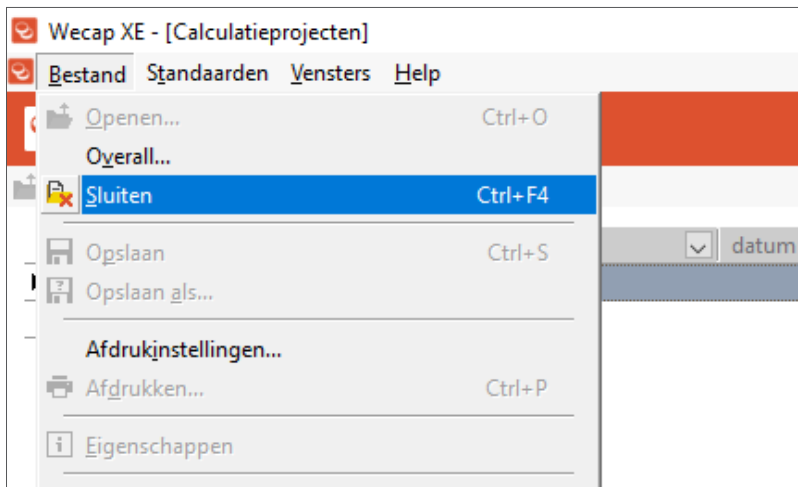 Wecap XE - [Calculatieprojecten]
Bestand Standaarden Vensters Help
Openen... Ctrl+O
Overall...
Sluiten Ctrl+F4
datum
Opslaan Ctrl+S
Opslaan als...
Afdrukinstellingen...
Afdrukken... Ctrl+P
Eigenschappen